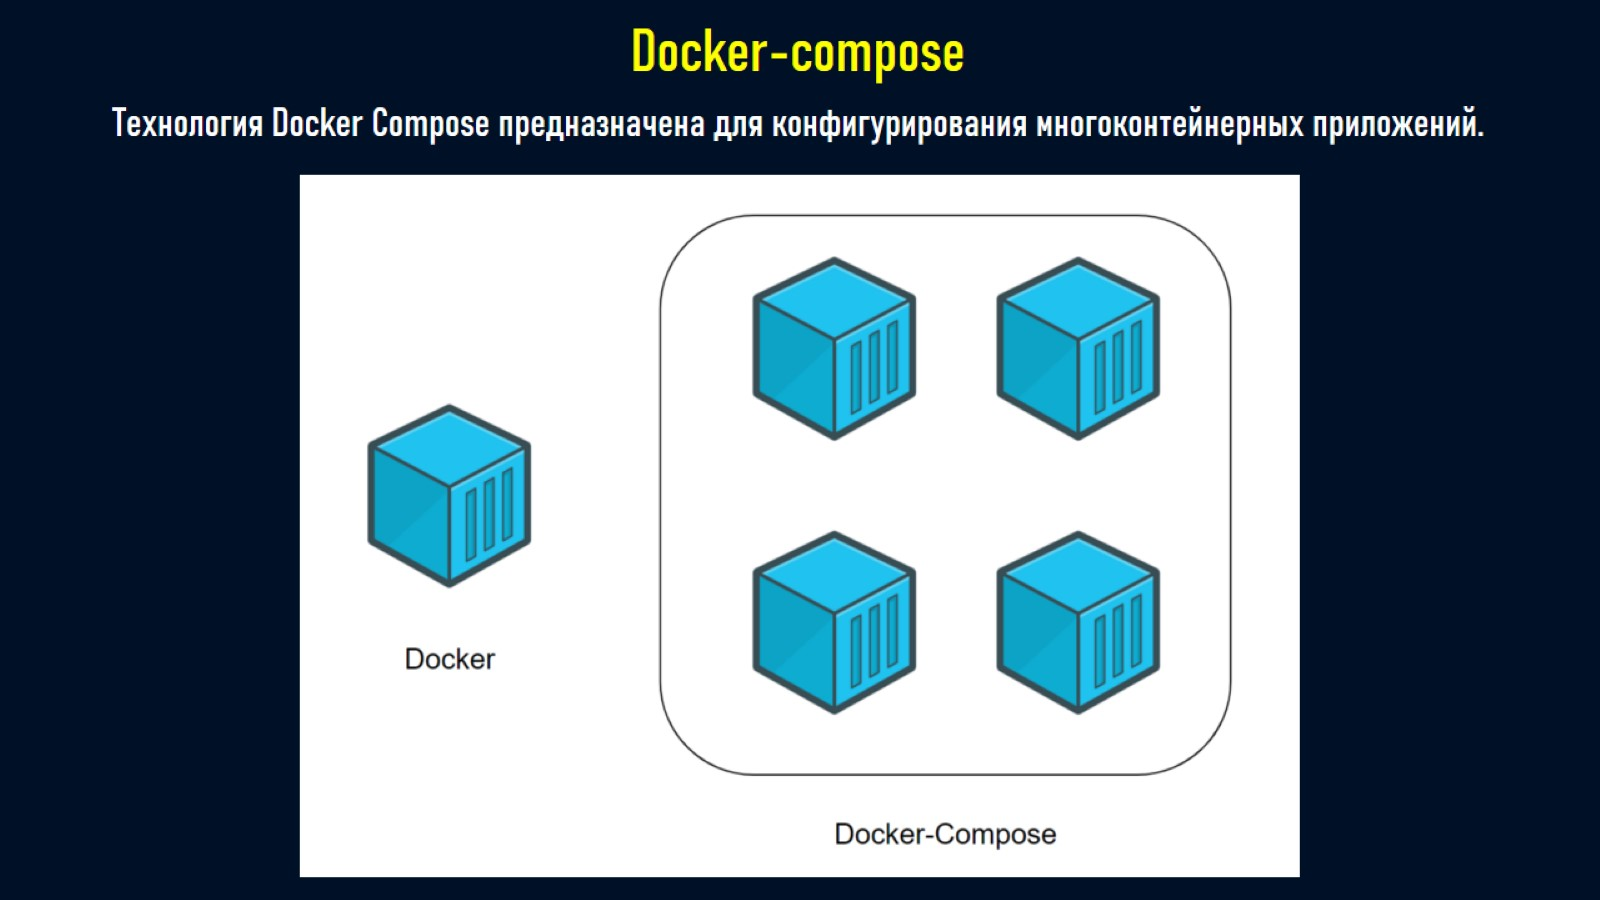 Docker-compose
Технология Docker Compose предназначена для конфигурирования многоконтейнерных приложений.
Docker
Docker-Compose